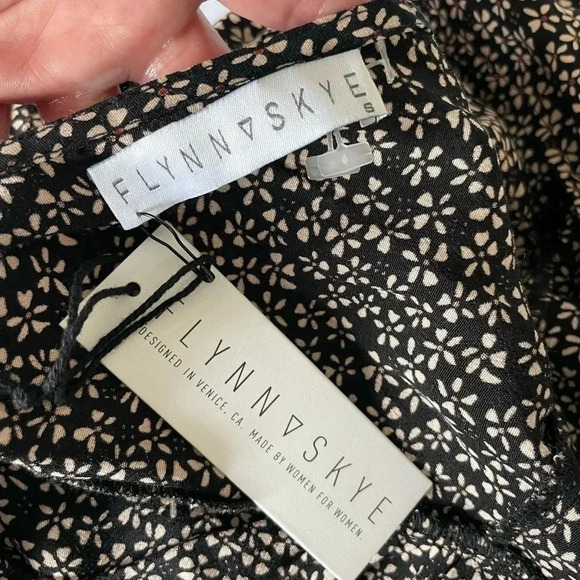 FLYNN ▽ SKYE
S
FLYNN ▽ SKYE
DESIGNED IN VENICE, CA. MADE BY WOMEN FOR WOMEN.